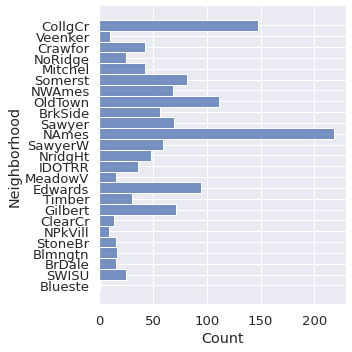 Neighborhood
CollgCr
Veenker
Crawfor
NoRidge
Mitchel
Somerst
NWAmes
OldTown
BrkSide
Sawyer
NAmes
SawyerW
NridgHt
IDOTRR
MeadowV
Edwards
Timber
Gilbert
ClearCr
NPkVill
StoneBr
Blmngtn
BrDale
SWISU
Blueste
0 50 100 150 200
Count